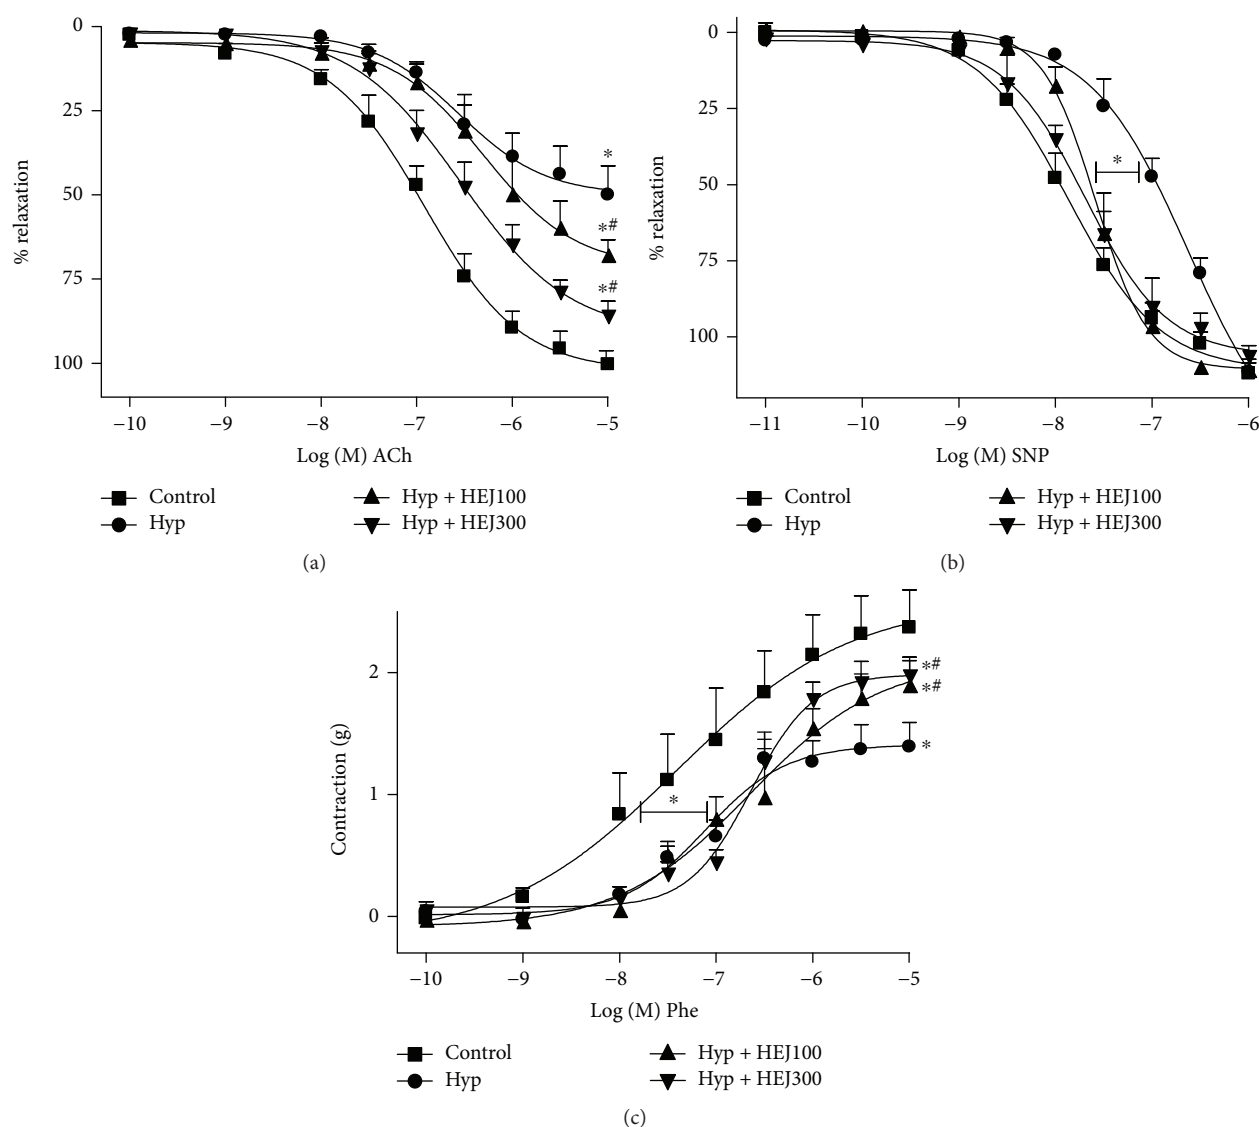 0
25
50
75
100
% relaxation
*
*#
*#
−10
−9
−8
−7
−6
−5
Log (M) ACh
Control
Hyp + HEJ100
Hyp
Hyp + HEJ300
(a)
0
25
50
75
100
% relaxation
*
−11
−10
−9
−8
−7
−6
Log (M) SNP
Control
Hyp + HEJ100
Hyp
Hyp + HEJ300
(b)
2
1
0
Contraction (g)
*#
*#
*
*
−10
−9
−8
−7
−6
−5
Log (M) Phe
Control
Hyp + HEJ100
Hyp
Hyp + HEJ300
(c)